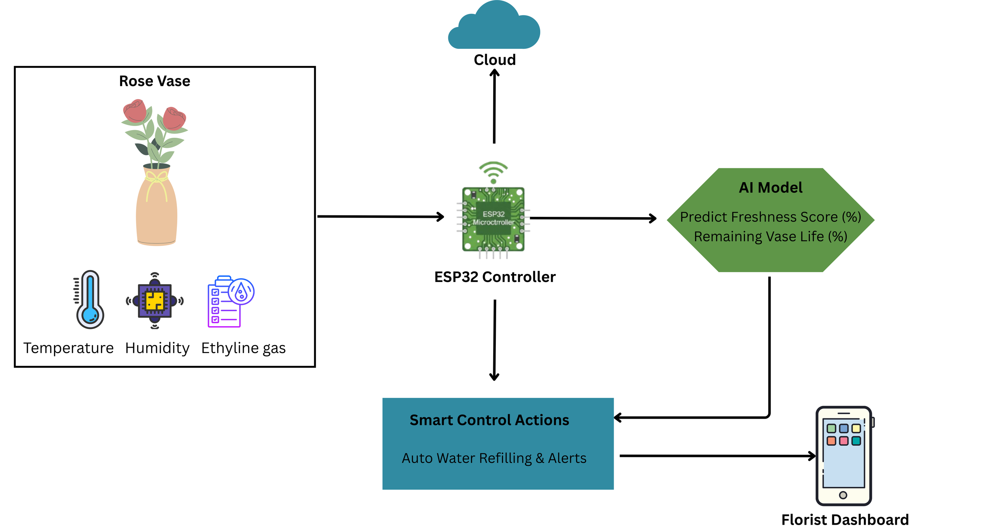 Cloud
Rose Vase
Temperature
Humidity
Ethyline gas
ESP32
Microctrroller
ESP32 Controller
AI Model
Predict Freshness Score (%)
Remaining Vase Life (%)
Smart Control Actions
Auto Water Refilling & Alerts
Florist Dashboard